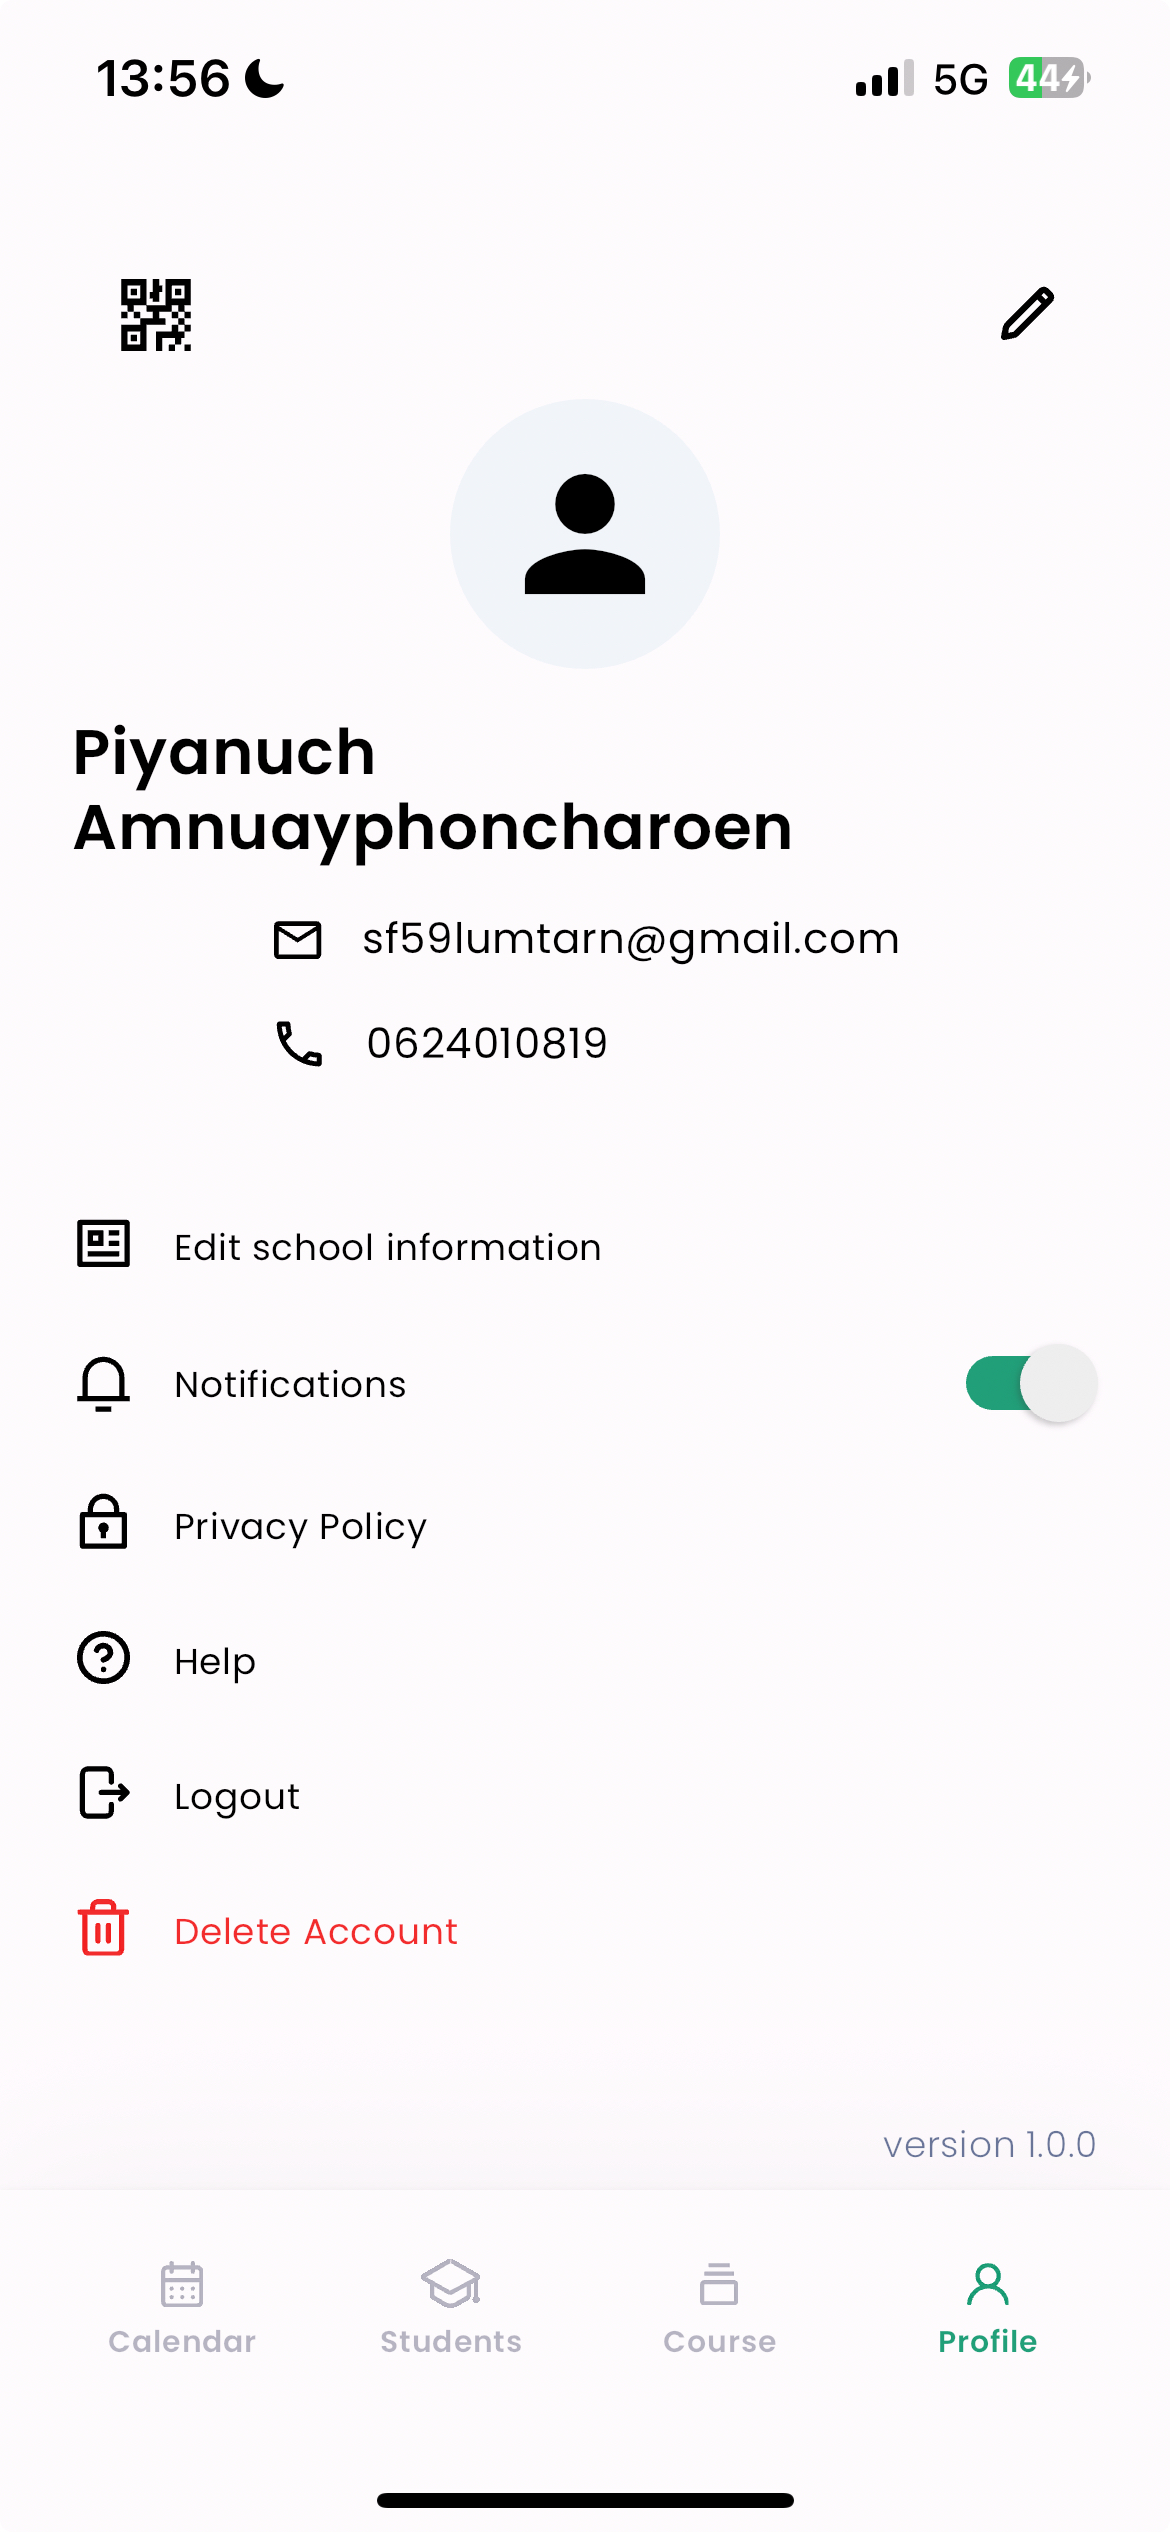 13:56
5G
44
Piyanuch
Amnuayphoncharoen
sf59lumtarn@gmail.com
0624010819
Edit school information
Notifications
Privacy Policy
Help
Logout
Delete Account
version 1.0.0
Calendar
Students
Course
Profile